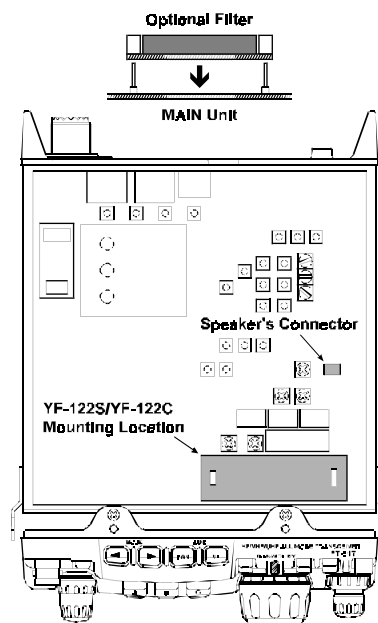 Optional Filter
MAIN Unit
Speaker's Connector
YF-122S/YF-122C
Mounting Location